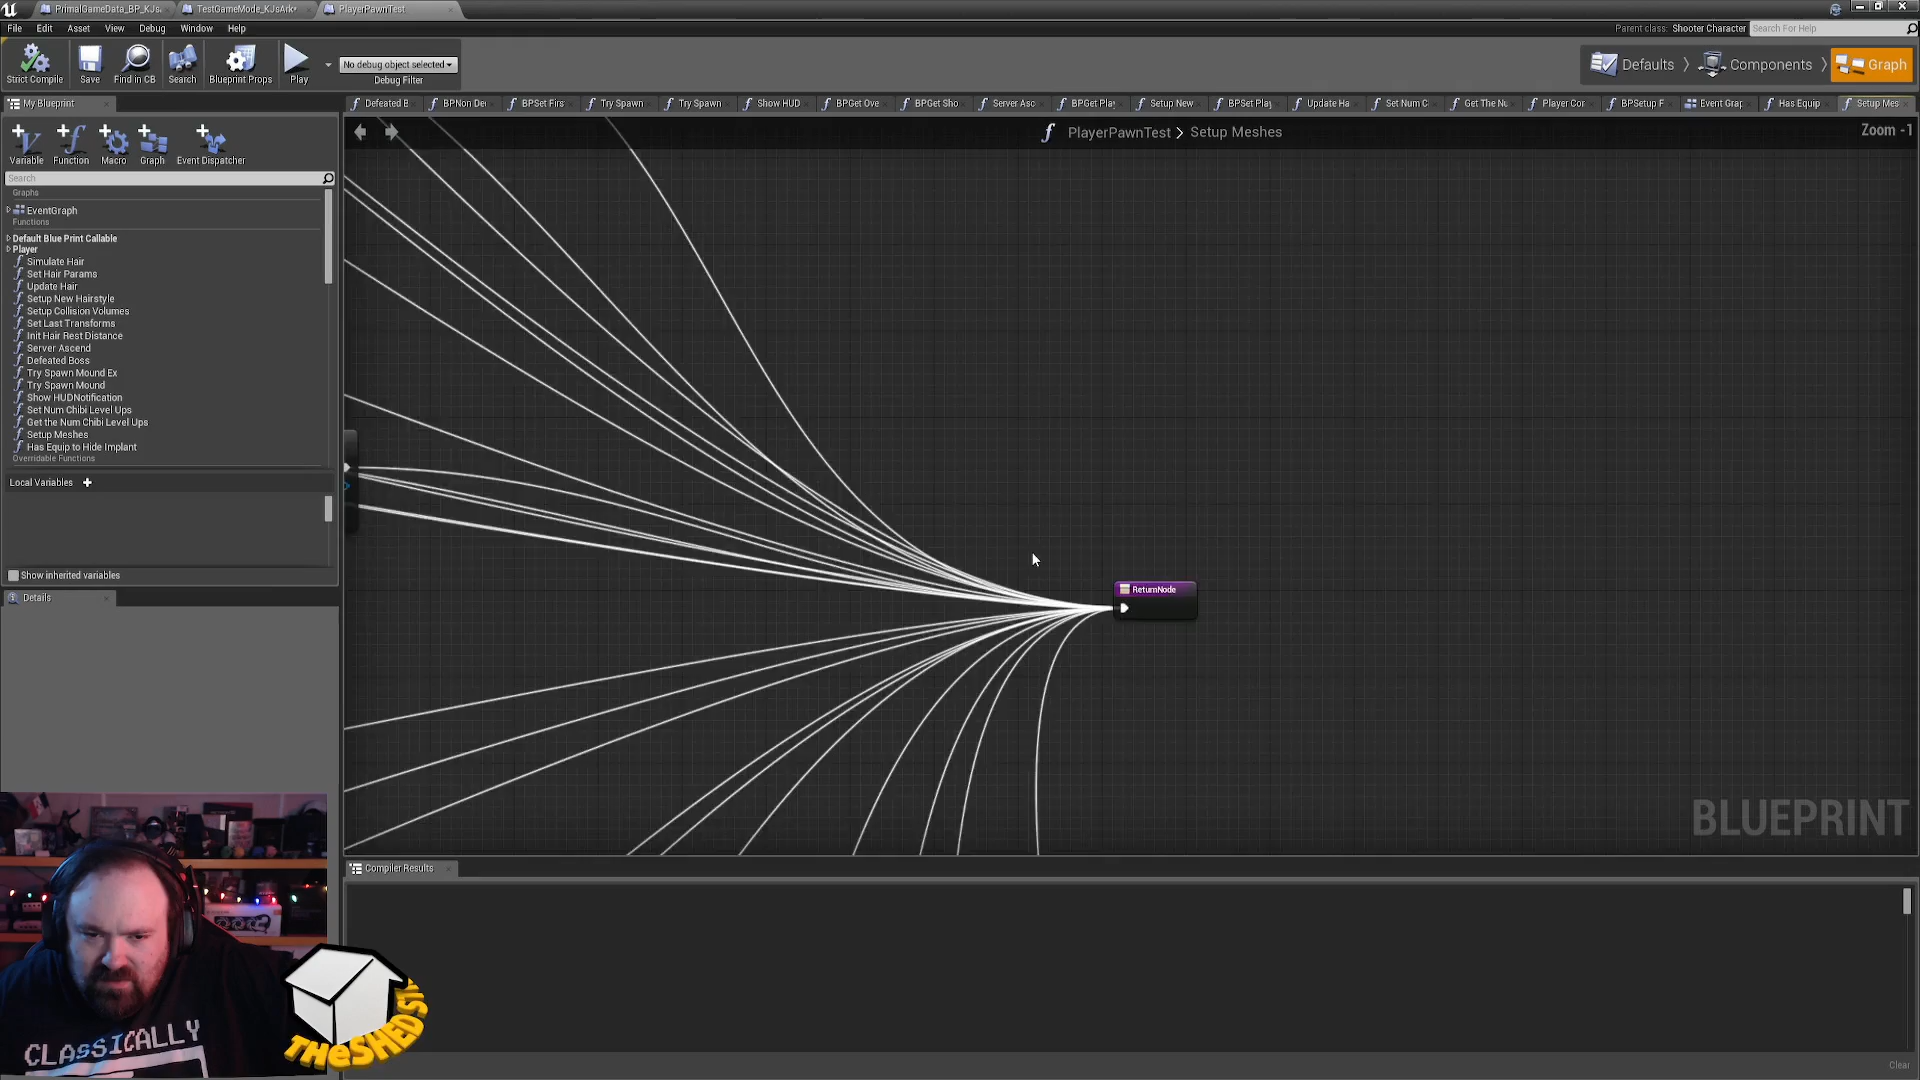 PrimalGameData_BP_KJs
TestGameMode_KJsArk*
PlayerPawnTest
File Edit Asset View Debug Window Help
Parent class: Shooter Character
Search For Help
Strict Compile
Save
Find in CB
Search
Blueprint Props
Play
No debug object selected
Debug Filter
Defaults
Components
Graph
My Blueprint
Defeated B
BPNon De
BPSet Firs
Try Spawn
Try Spawn
Show HUD
BPGet Ove
BPGet Sho
Server Asc
BPGet Play
Setup New
BPSet Play
Update Ha
Set Num C
Get The Nu
Player Cor
BPSetup F
Event Grap
Has Equip
Setup Mes
Variable
Function
Macro
Graph
Event Dispatcher
PlayerPawnTest > Setup Meshes
Zoom -1
Search
Graphs
EventGraph
Functions
Default Blue Print Callable
Player
Simulate Hair
Set Hair Params
Update Hair
Setup New Hairstyle
Setup Collision Volumes
Set Last Transforms
Init Hair Rest Distance
Server Ascend
Defeated Boss
Try Spawn Mound Ex
Try Spawn Mound
Show HUDNotification
Set Num Chibi Level Ups
Get the Num Chibi Level Ups
Setup Meshes
Has Equip to Hide Implant
Overridable Functions
Local Variables
Show inherited variables
Details
ReturnNode
BLUEPRINT
Compiler Results
Clear
CLASSICALLY